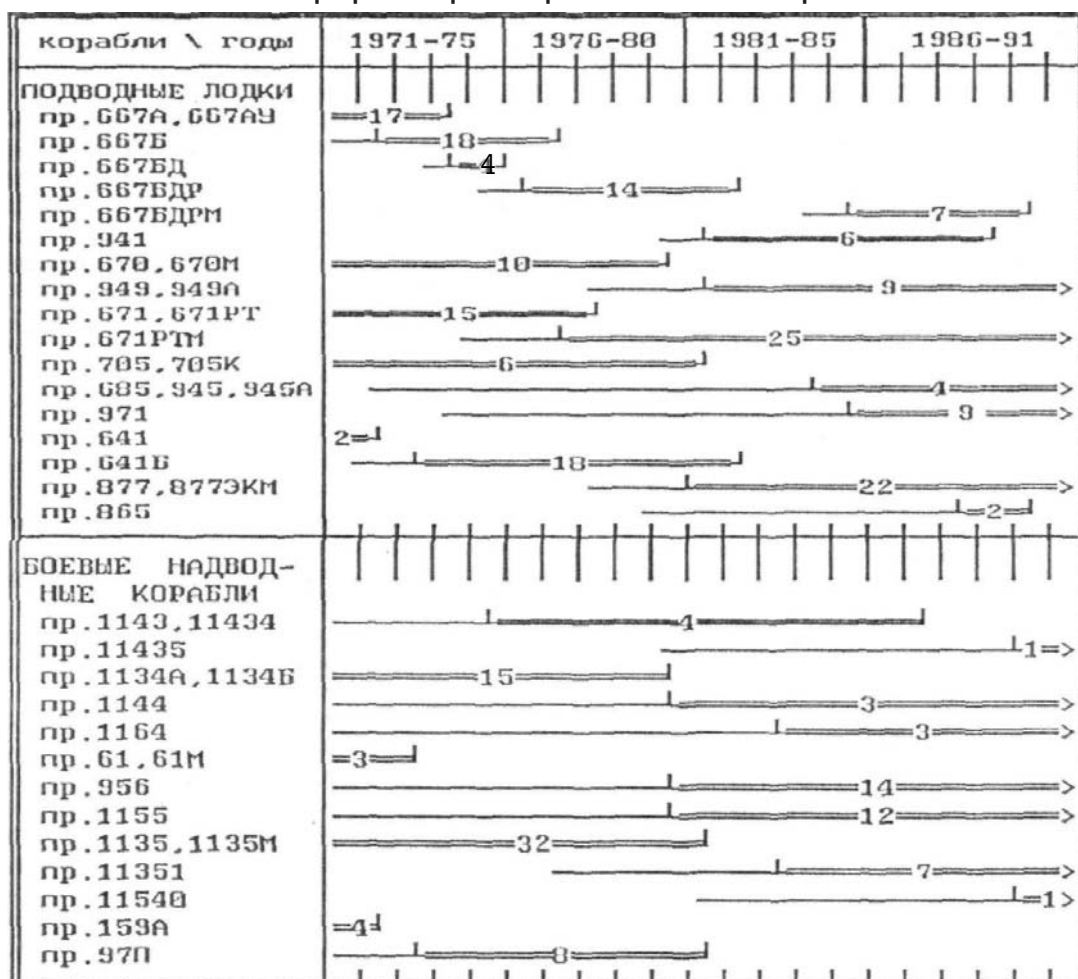 корабли \ годы 1971-75 1976-80 1981-85 1986-91
ПОДВОДНЫЕ ЛОДКИ
пр.667А,667АУ 17
пр.667Б 18
пр.667БД 4
пр.667БДР 14
пр.667БДРМ 7
пр.941 6
пр.670,670М 10
пр.949,949А 9
пр.671,671РТ 15
пр.671РТМ 25
пр.705,705К 6
пр.685,945,945А 4
пр.971 9
пр.641 2
пр.641Б 18
пр.877,877ЭКМ 22
пр.865 2
БОЕВЫЕ НАДВОД-
НЫЕ КОРАБЛИ
пр.1143,11434 4
пр.11435 1
пр.1134А,1134Б 15
пр.1144 3
пр.1164 3
пр.61,61М 3
пр.956 14
пр.1155 12
пр.1135,1135М 32
пр.11351 7
пр.11540 1
пр.159А 4
пр.97П 8